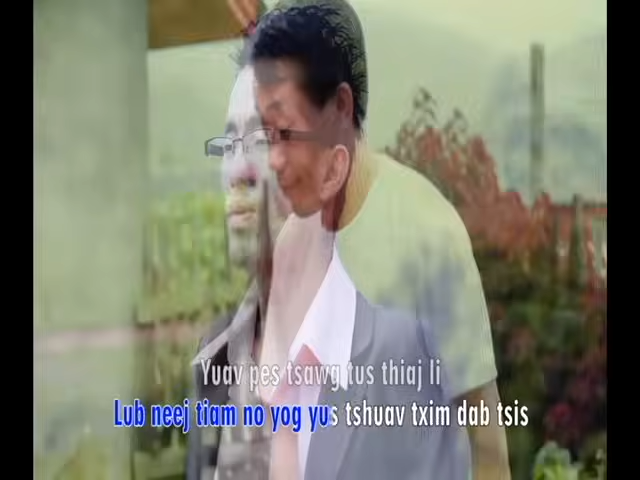 Yuav pes tsawg tus thiaj li
Lub neej tiam no yog yus tshuav txim dab tsis